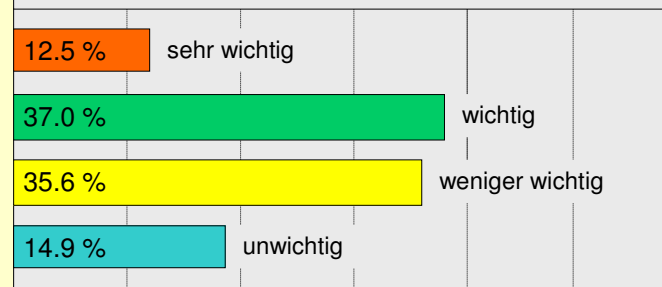 12.5 % sehr wichtig
37.0 % wichtig
35.6 % weniger wichtig
14.9 % unwichtig